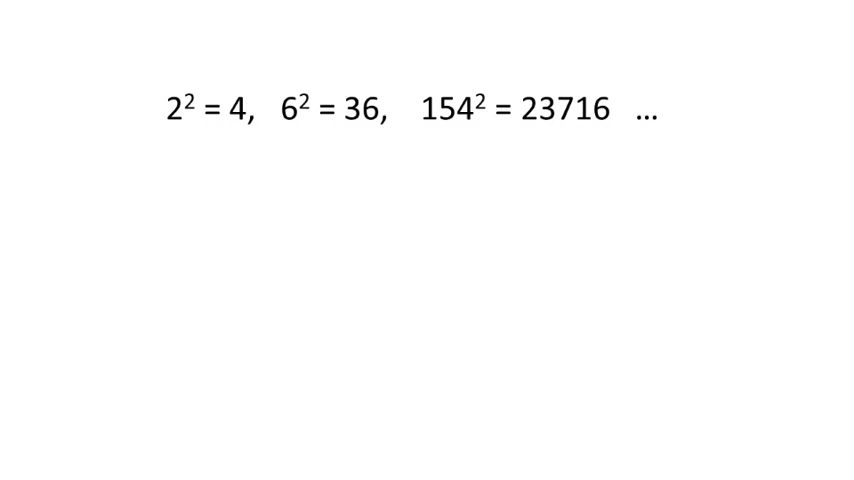 2² = 4, 6² = 36, 154² = 23716 ...